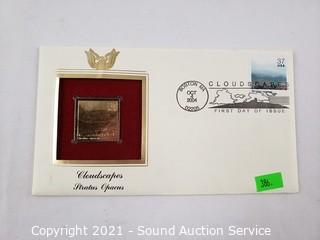 37
USA
CLOUDSCAPES
BOSTON MA
OCT
4
2004
02205
FIRST DAY OF ISSUE
Cloudscapes
Stratus Opacus
386.
Copyright 2021 - Sound Auction Service